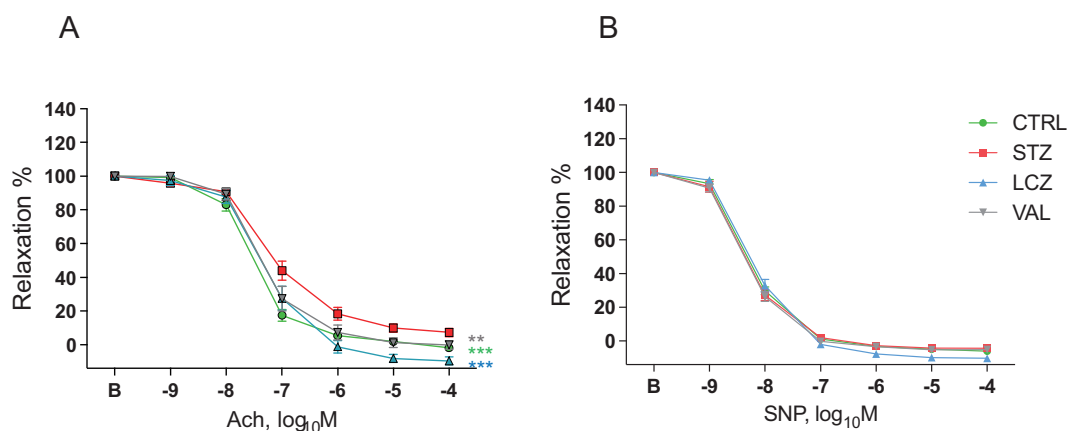 A
B
140
120
100
80
60
40
20
0
Relaxation %
B -9 -8 -7 -6 -5 -4
Ach, log10M
**
***
***
140
120
100
80
60
40
20
0
Relaxation %
B -9 -8 -7 -6 -5 -4
SNP, log10M
CTRL
STZ
LCZ
VAL